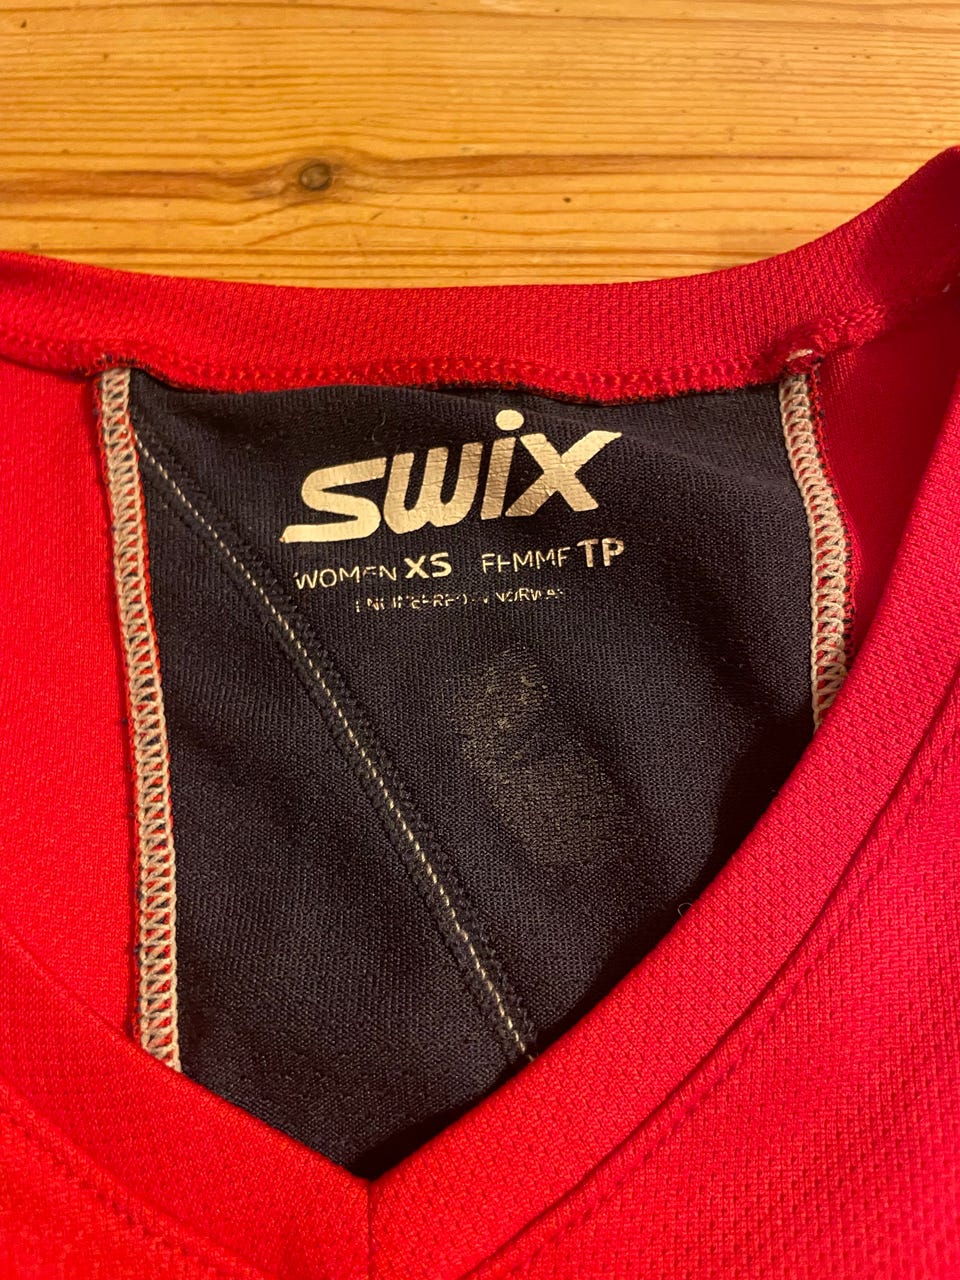 swix
WOMEN XS FEMME TP
ENGINEERED IN NORWAY